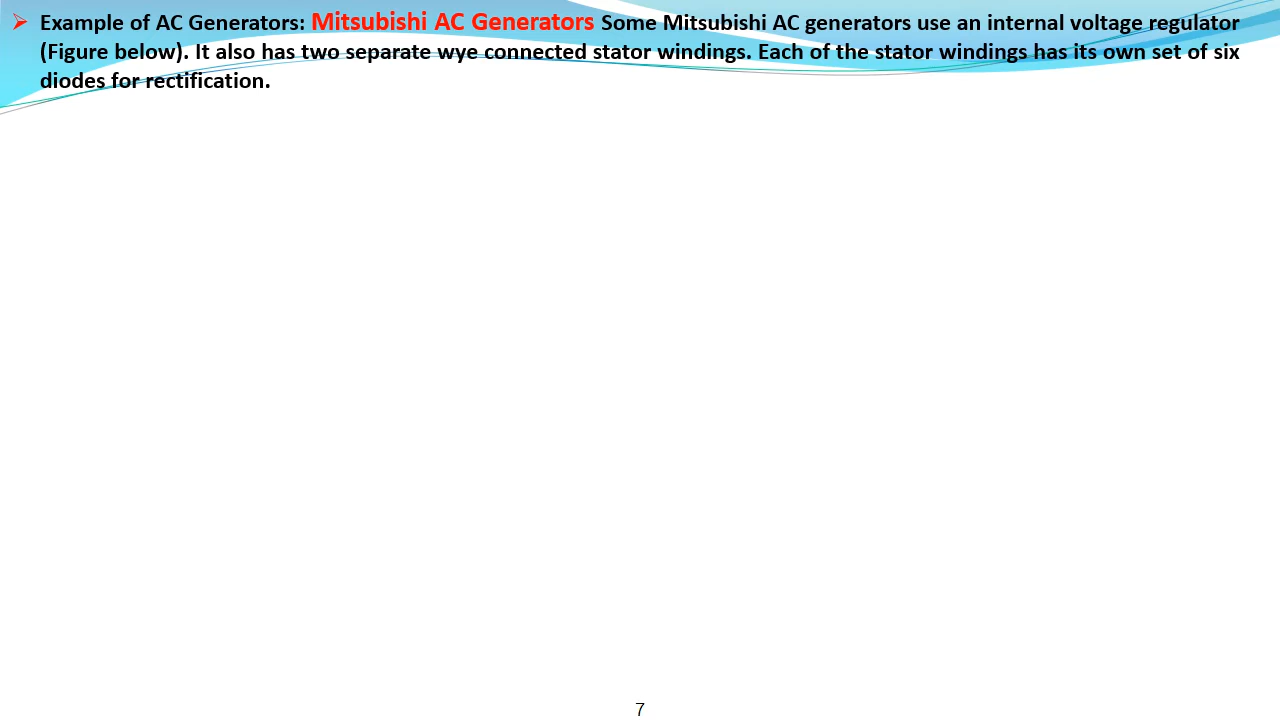 ➢ Example of AC Generators: Mitsubishi AC Generators Some Mitsubishi AC generators use an internal voltage regulator
(Figure below). It also has two separate wye connected stator windings. Each of the stator windings has its own set of six
diodes for rectification.
7